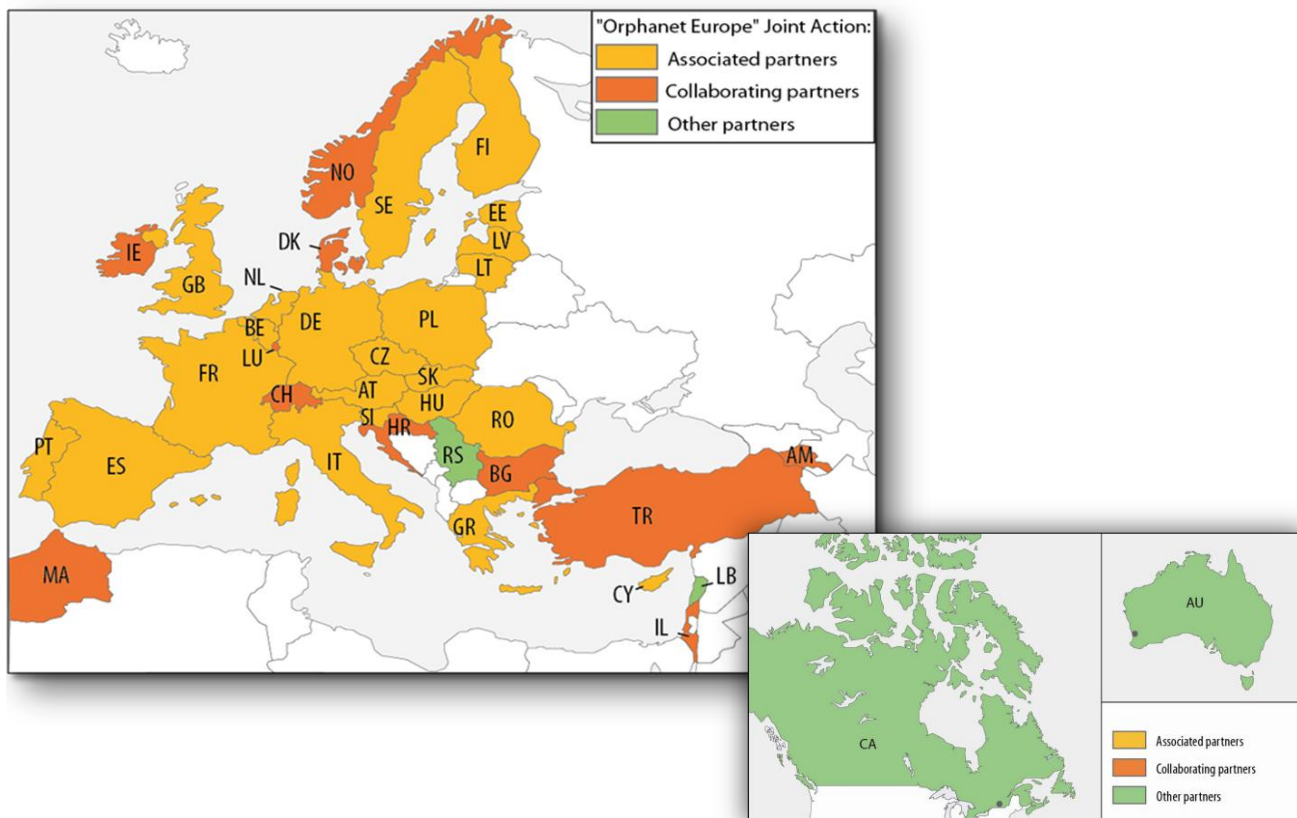 "Orphanet Europe" Joint Action:
Associated partners
Collaborating partners
Other partners
FI
NO
SE
EE
DK
LV
IE
LT
NL
GB
BE
DE
PL
LU
CZ
FR
SK
CH
AT
HU
SI
RO
HR
PT
RS
ES
IT
BG
AM
TR
GR
MA
CY
LB
IL
AU
CA
Associated partners
Collaborating partners
Other partners